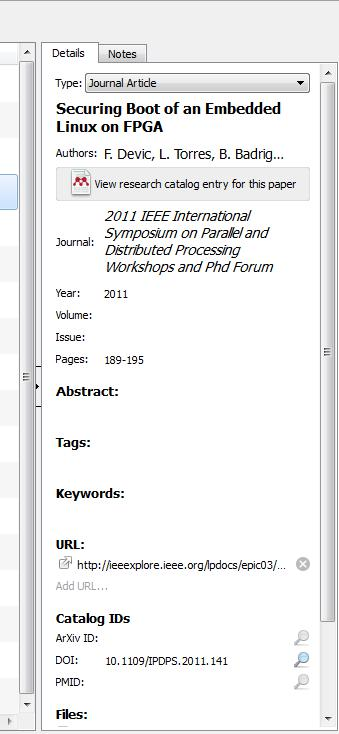 Details
Notes
Type: Journal Article
Securing Boot of an Embedded
Linux on FPGA
Authors: F. Devic, L. Torres, B. Badrig...
View research catalog entry for this paper
2011 IEEE International
Symposium on Parallel and
Journal: Distributed Processing
Workshops and Phd Forum
Year: 2011
Volume:
Issue:
Pages: 189-195
Abstract:
Tags:
Keywords:
URL:
http://ieeexplore.ieee.org/lpdocs/epic03/...
Add URL...
Catalog IDs
ArXiv ID:
DOI: 10.1109/IPDPS.2011.141
PMID:
Files: